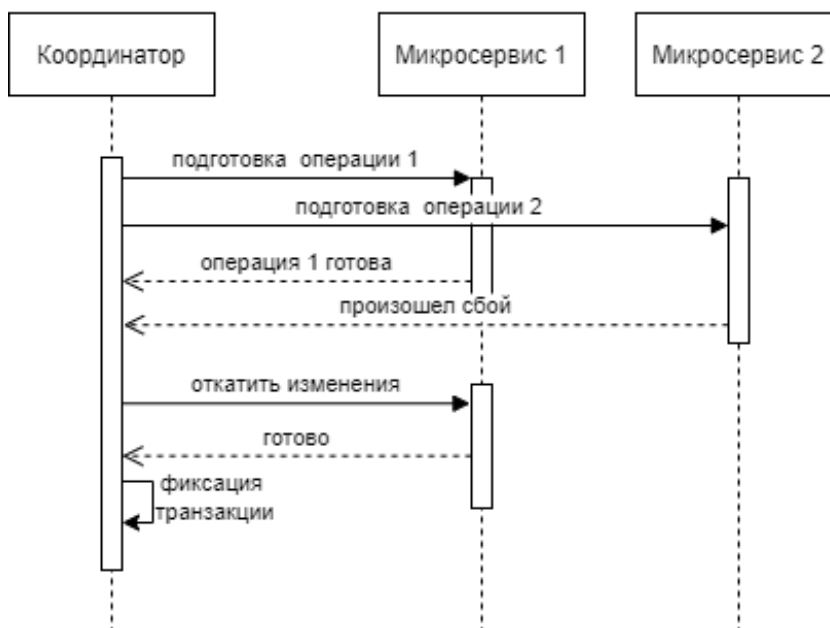 Координатор
Микросервис 1
Микросервис 2
подготовка операции 1
подготовка операции 2
операция 1 готова
произошел сбой
откатить изменения
готово
фиксация
транзакции